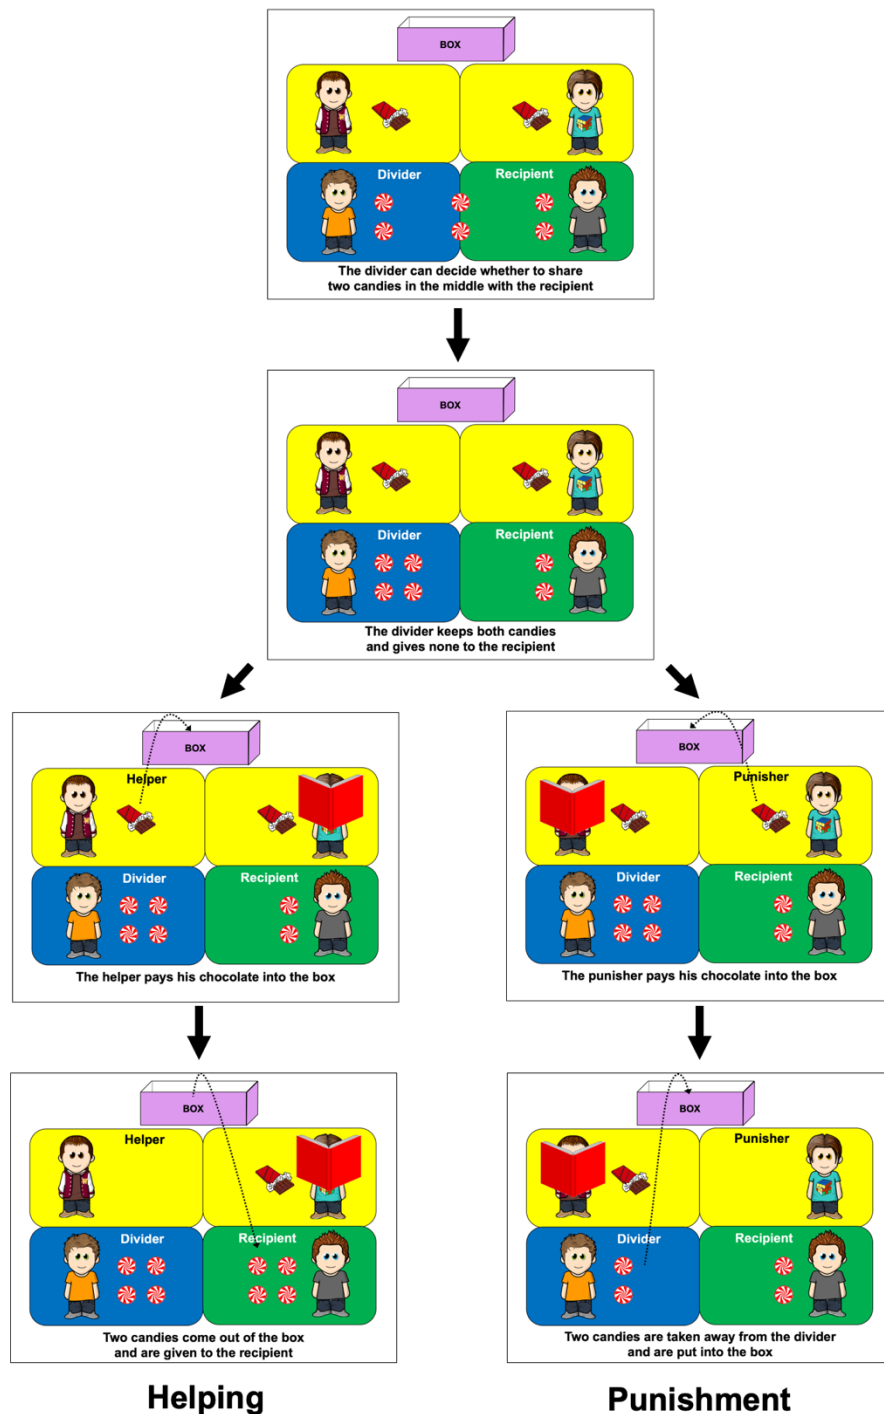 BOX
Divider Recipient
The divider can decide whether to share
two candies in the middle with the recipient
BOX
Divider Recipient
The divider keeps both candies
and gives none to the recipient
BOX
Helper
Divider Recipient
The helper pays his chocolate into the box
BOX
Punisher
Divider Recipient
The punisher pays his chocolate into the box
BOX
Helper
Divider Recipient
Two candies come out of the box
and are given to the recipient
BOX
Punisher
Divider Recipient
Two candies are taken away from the divider
and are put into the box
Helping
Punishment